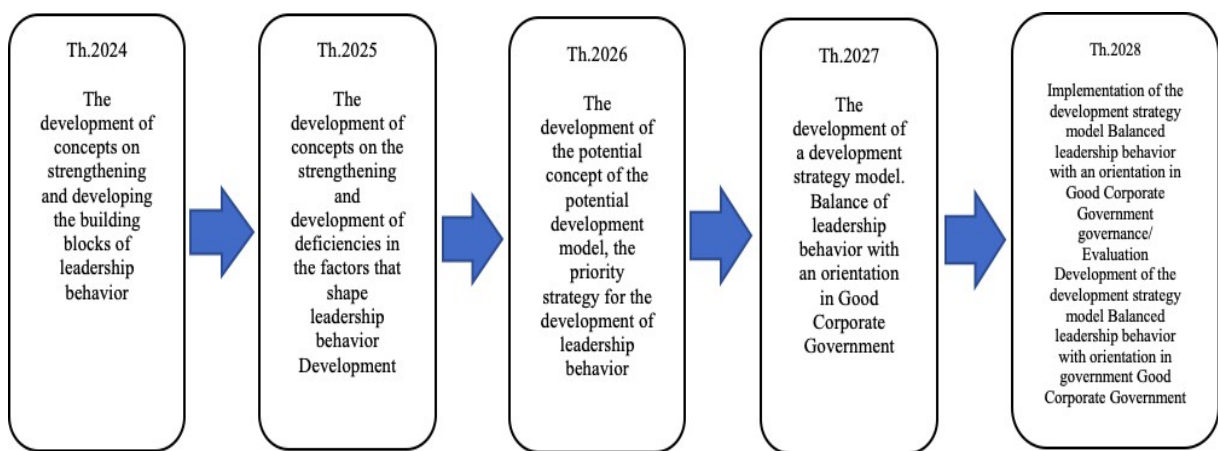 Th.2024
The
development of
concepts on
strengthening
and developing
the building
blocks of
leadership
behavior
Th.2025
The
development of
concepts on the
strengthening
and
development of
deficiencies in
the factors that
shape
leadership
behavior
Development
Th.2026
The
development of
the potential
concept of the
potential
development
model, the
priority
strategy for the
development of
leadership
behavior
Th.2027
The
development of
a development
strategy model.
Balance of
leadership
behavior with
an orientation
in Good
Corporate
Government
Th.2028
Implementation of the
development strategy
model Balanced
leadership behavior
with an orientation in
Good Corporate
Government
governance/
Evaluation
Development of the
development strategy
model Balanced
leadership behavior
with orientation in
government Good
Corporate Government